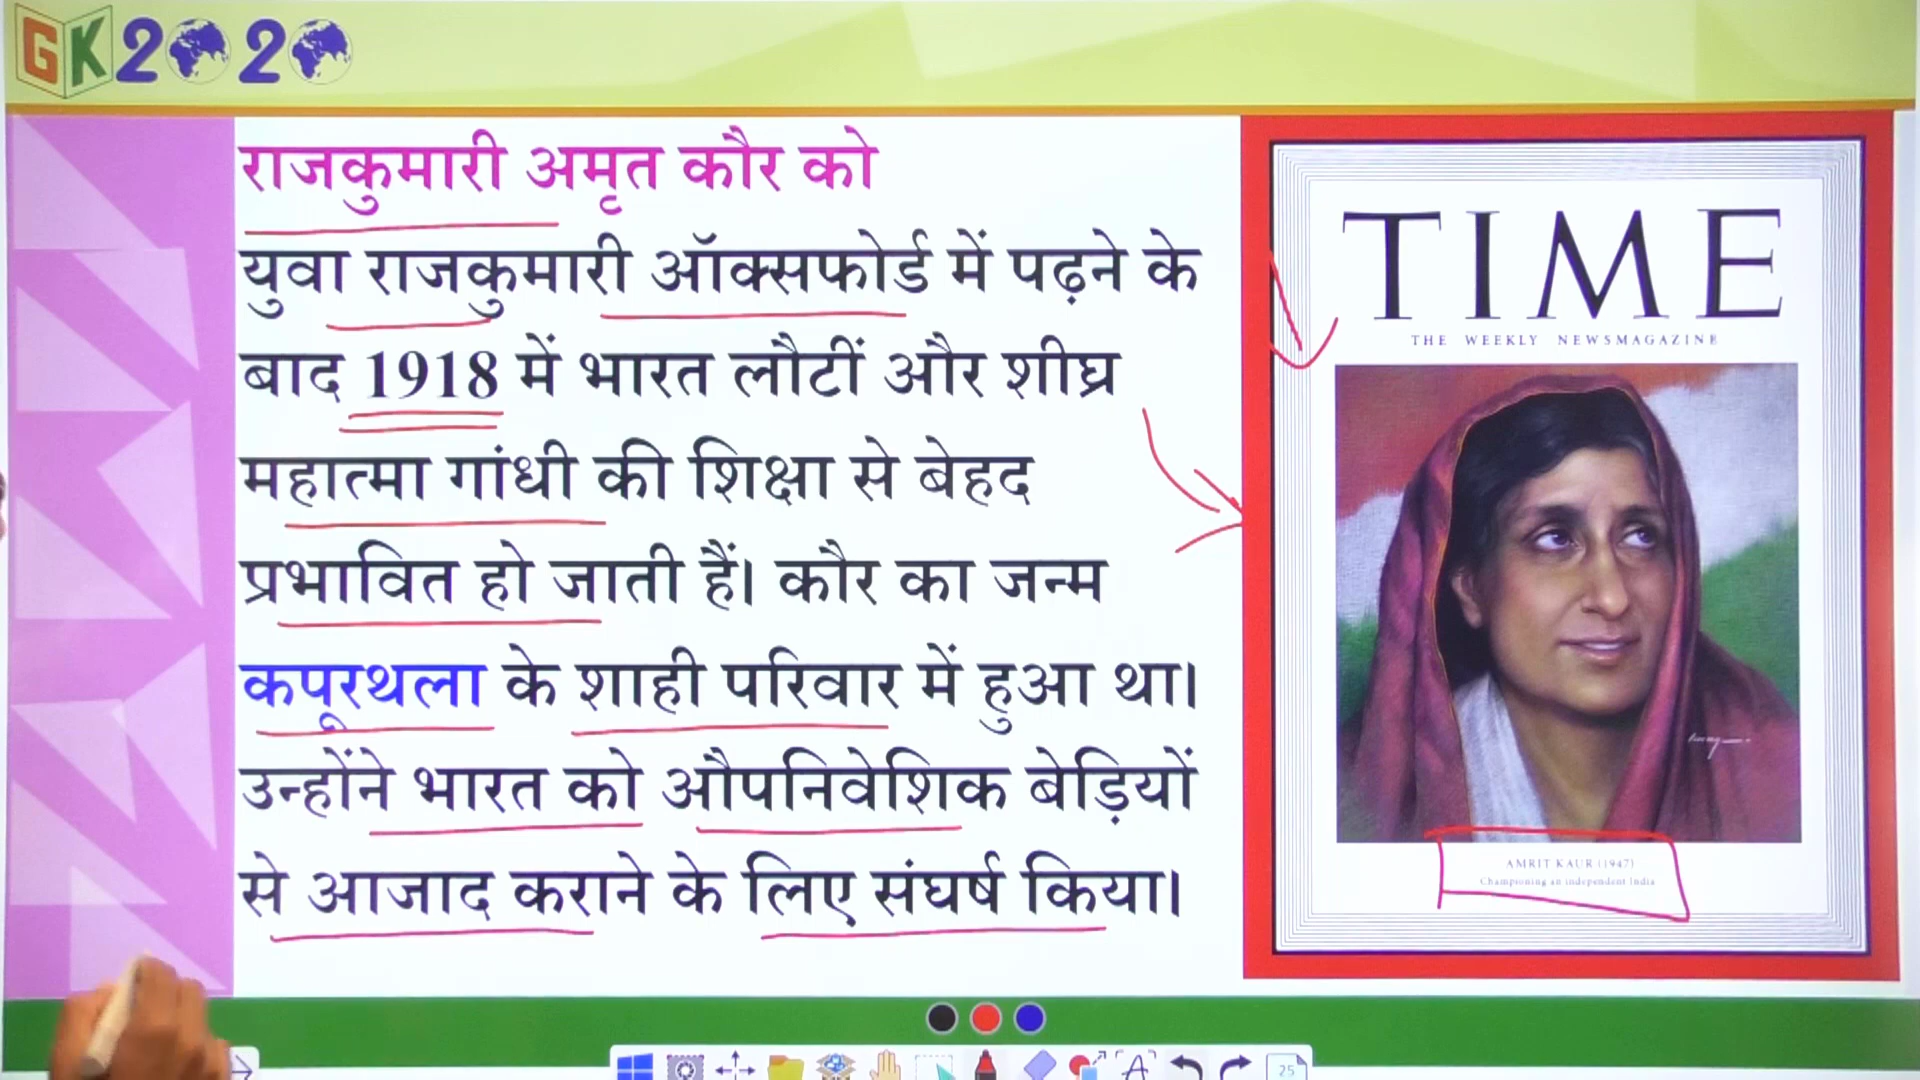 GK2020
राजकुमारी अमृत कौर को
युवा राजकुमारी ऑक्सफोर्ड में पढ़ने के
बाद 1918 में भारत लौटीं और शीघ्र
महात्मा गांधी की शिक्षा से बेहद
प्रभावित हो जाती हैं। कौर का जन्म
कपूरथला के शाही परिवार में हुआ था।
उन्होंने भारत को औपनिवेशिक बेड़ियों
से आजाद कराने के लिए संघर्ष किया।
TIME
THE WEEKLY NEWSMAGAZINE
AMRIT KAUR (1947)
Championing an independent India
25